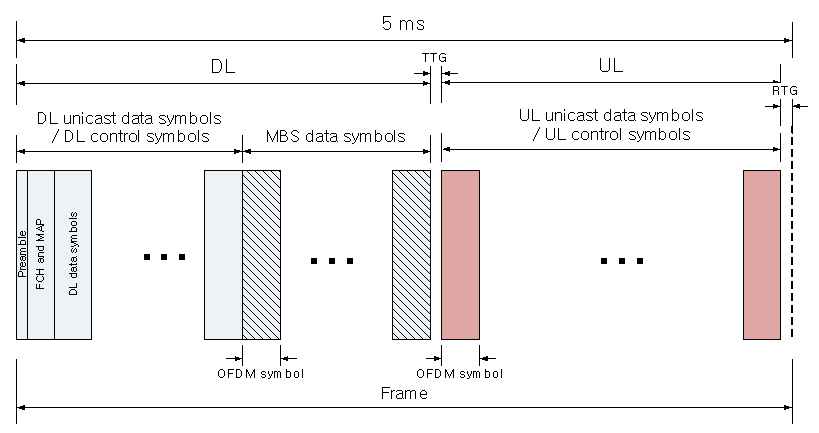 5 ms
DL
TTG
UL
RTG
DL unicast data symbols
/ DL control symbols
MBS data symbols
UL unicast data symbols
/ UL control symbols
Preamble
FCH and MAP
DL data symbols
OFDM symbol
OFDM symbol
Frame